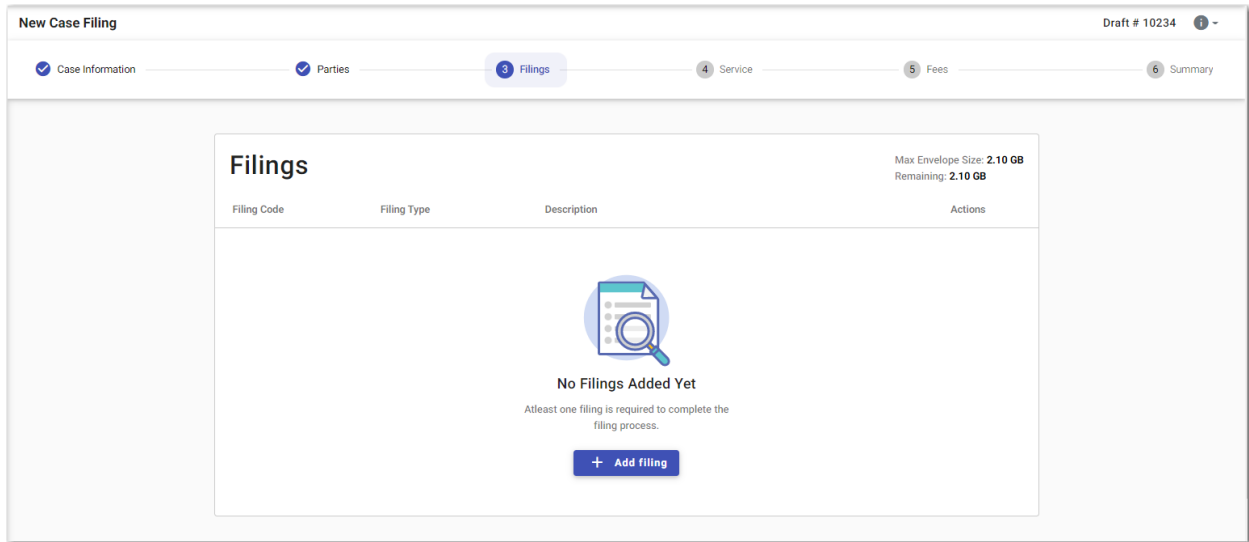 New Case Filing
Draft # 10234
Case Information
Parties
3 Filings
4 Service
5 Fees
6 Summary
Filings
Max Envelope Size: 2.10 GB
Remaining: 2.10 GB
Filing Code Filing Type Description Actions
No Filings Added Yet
Atleast one filing is required to complete the
filing process.
+ Add filing